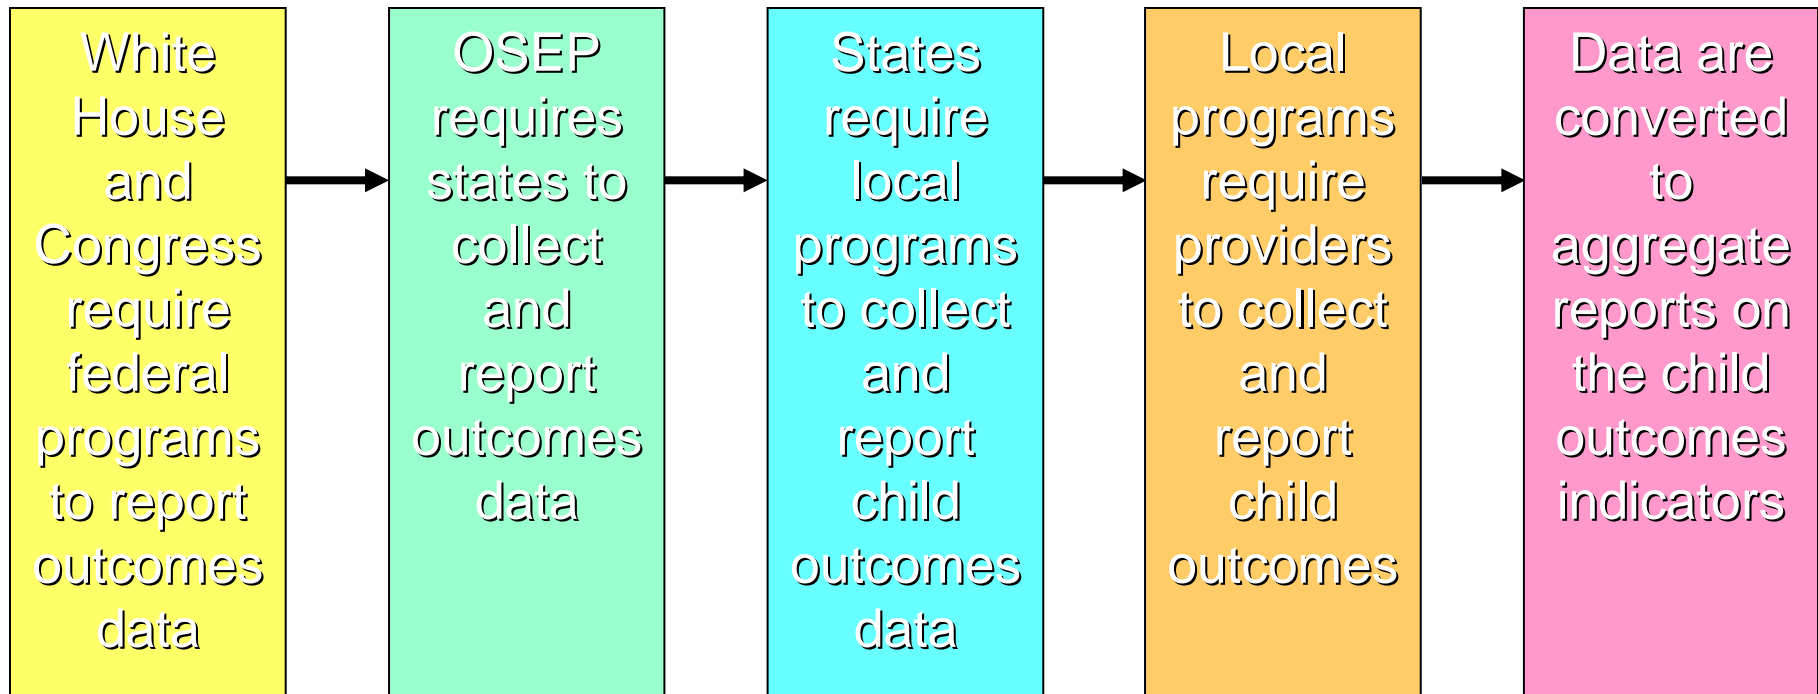 White
House
and
Congress
require
federal
programs
to report
outcomes
data
OSEP
requires
states to
collect
and
report
outcomes
data
States
require
local
programs
to collect
and
report
child
outcomes
data
Local
programs
require
providers
to collect
and
report
child
outcomes
Data are
converted
to
aggregate
reports on
the child
outcomes
indicators